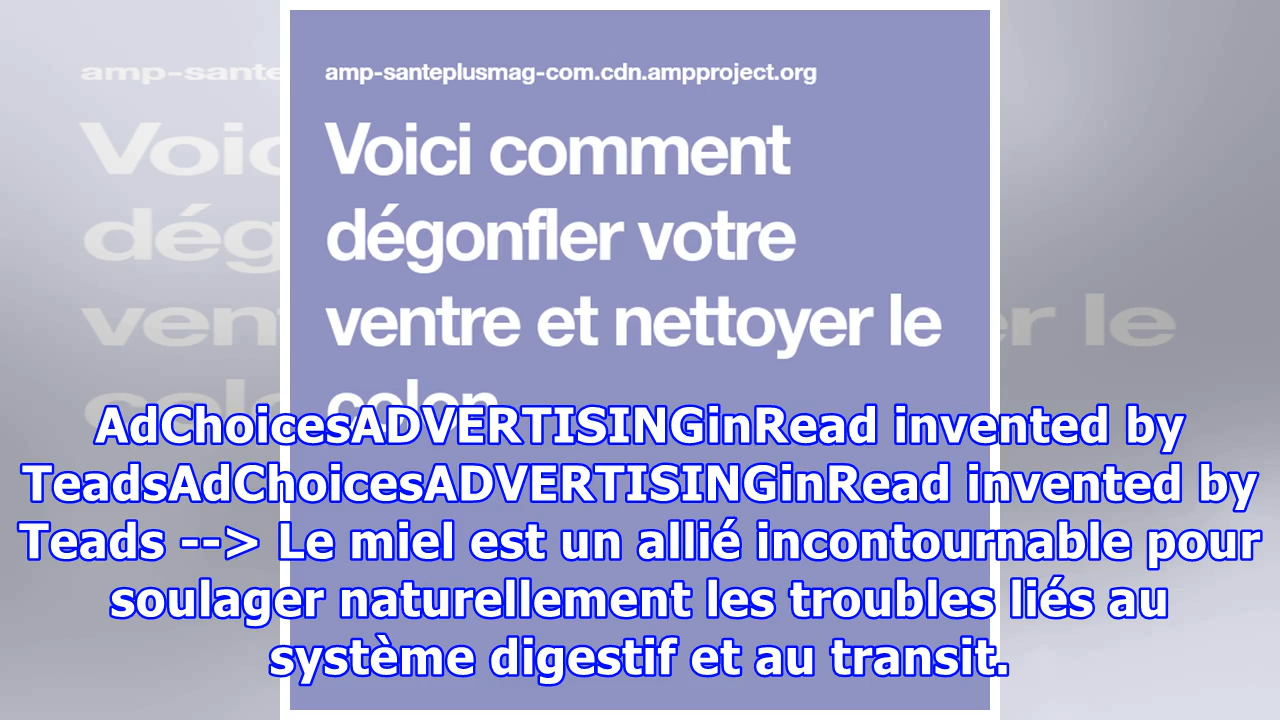 amp-santeplusmag-com.cdn.ampproject.org
Voici comment
dégonfler votre
ventre et nettoyer le
colon
AdChoicesADVERTISINGinRead invented by
TeadsAdChoicesADVERTISINGinRead invented by
Teads --> Le miel est un allié incontournable pour
soulager naturellement les troubles liés au
système digestif et au transit.